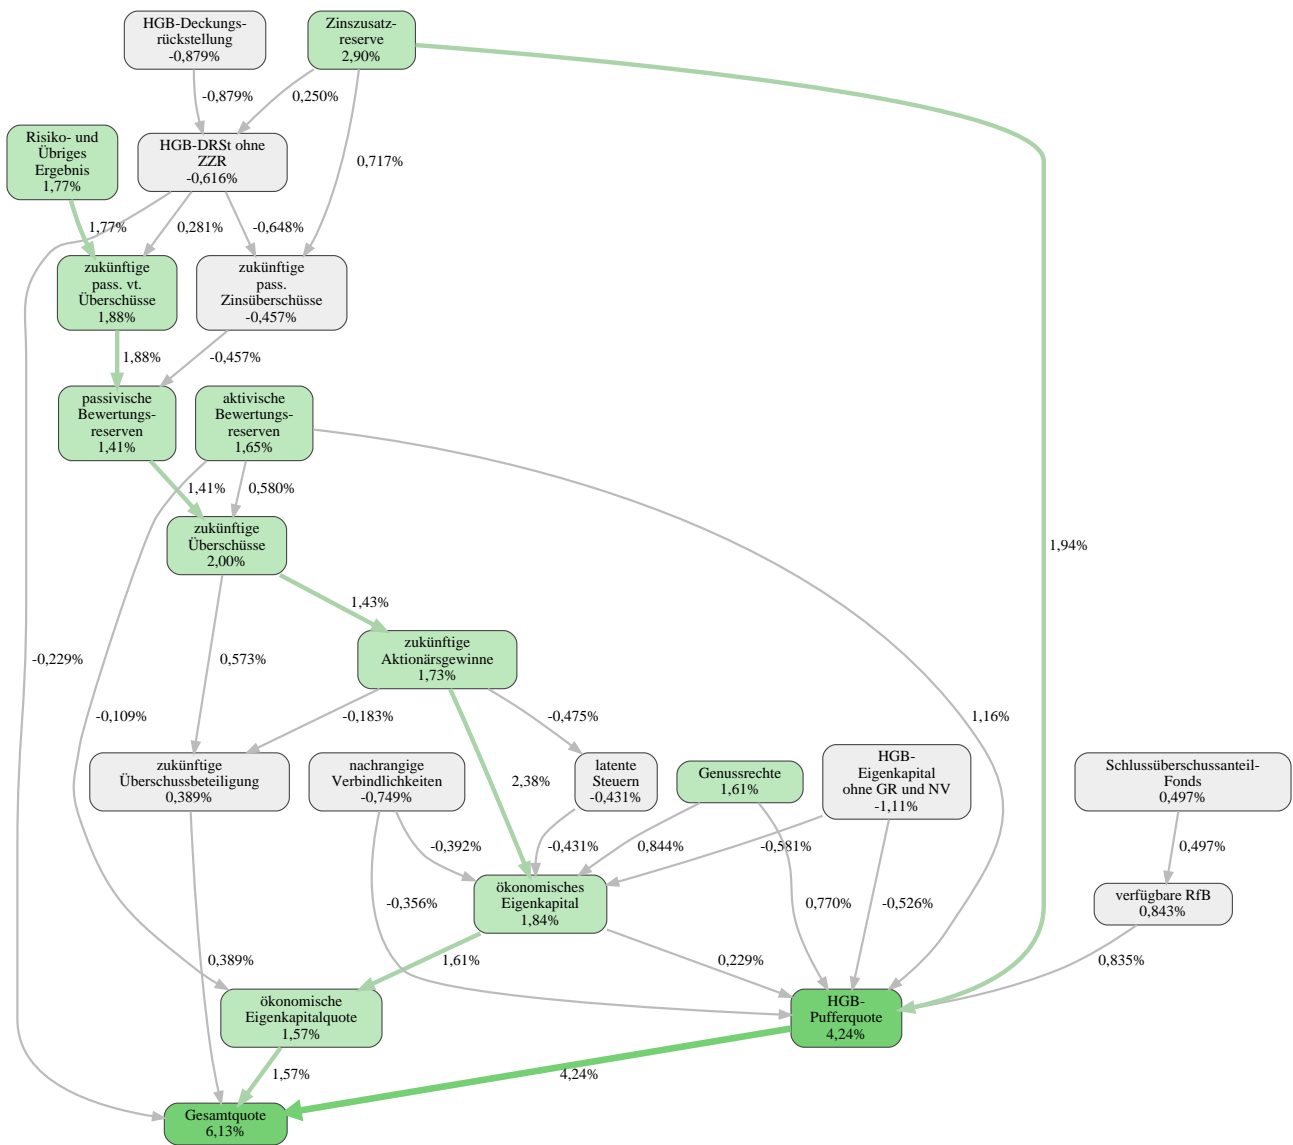 HGB-Deckungs-
rückstellung
-0,879%
Zinszusatz-
reserve
2,90%
-0,879%
0,250%
Risiko- und
Übriges
Ergebnis
1,77%
HGB-DRSt ohne
ZZR
-0,616%
0,717%
1,77%
0,281%
-0,648%
zukünftige
pass. vt.
Überschüsse
1,88%
zukünftige
pass.
Zinsüberschüsse
-0,457%
1,88%
-0,457%
passivische
Bewertungs-
reserven
1,41%
aktivische
Bewertungs-
reserven
1,65%
1,41%
0,580%
zukünftige
Überschüsse
2,00%
1,94%
1,43%
zukünftige
Aktionärsgewinne
1,73%
-0,229%
0,573%
-0,109%
-0,183%
-0,475%
1,16%
zukünftige
Überschussbeteiligung
0,389%
nachrangige
Verbindlichkeiten
-0,749%
2,38%
latente
Steuern
-0,431%
Genussrechte
1,61%
HGB-
Eigenkapital
ohne GR und NV
-1,11%
Schlussüberschussanteil-
Fonds
0,497%
-0,392%
-0,431%
0,844%
-0,581%
0,497%
ökonomisches
Eigenkapital
1,84%
-0,356%
0,770%
-0,526%
verfügbare RfB
0,843%
0,389%
1,61%
0,229%
0,835%
ökonomische
Eigenkapitalquote
1,57%
HGB-
Pufferquote
4,24%
1,57%
4,24%
Gesamtquote
6,13%